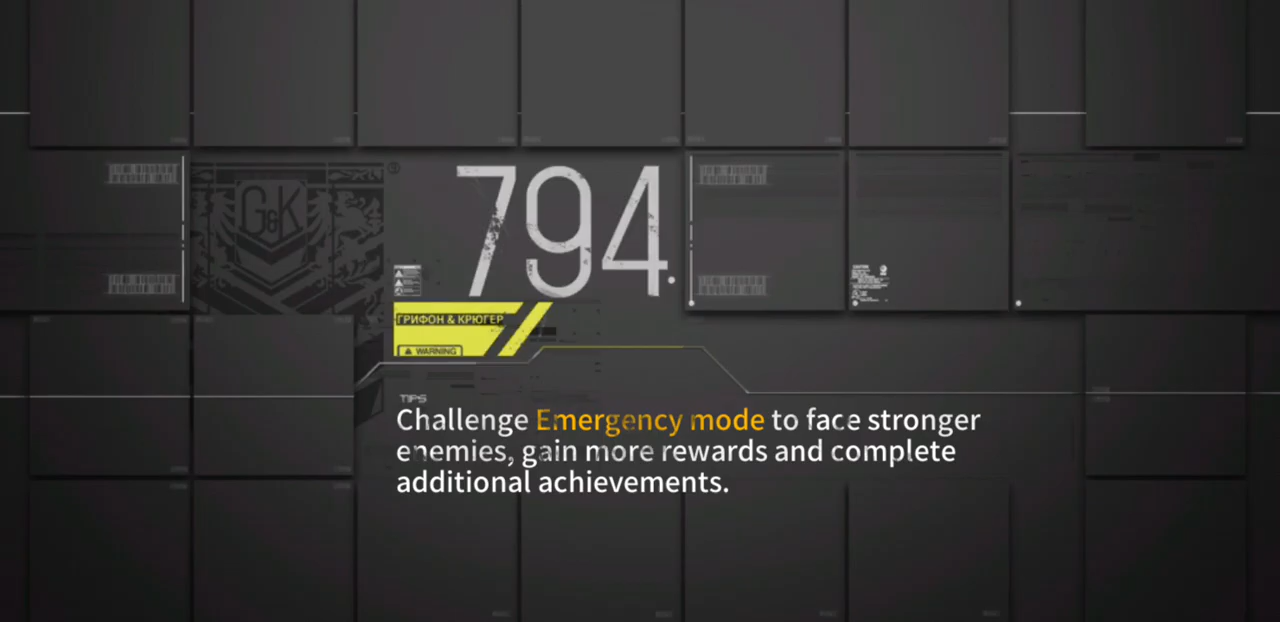 G&K
794.
ГРИФОН & КРЮГЕР
WARNING
TIPS
Challenge Emergency mode to face stronger
enemies, gain more rewards and complete
additional achievements.